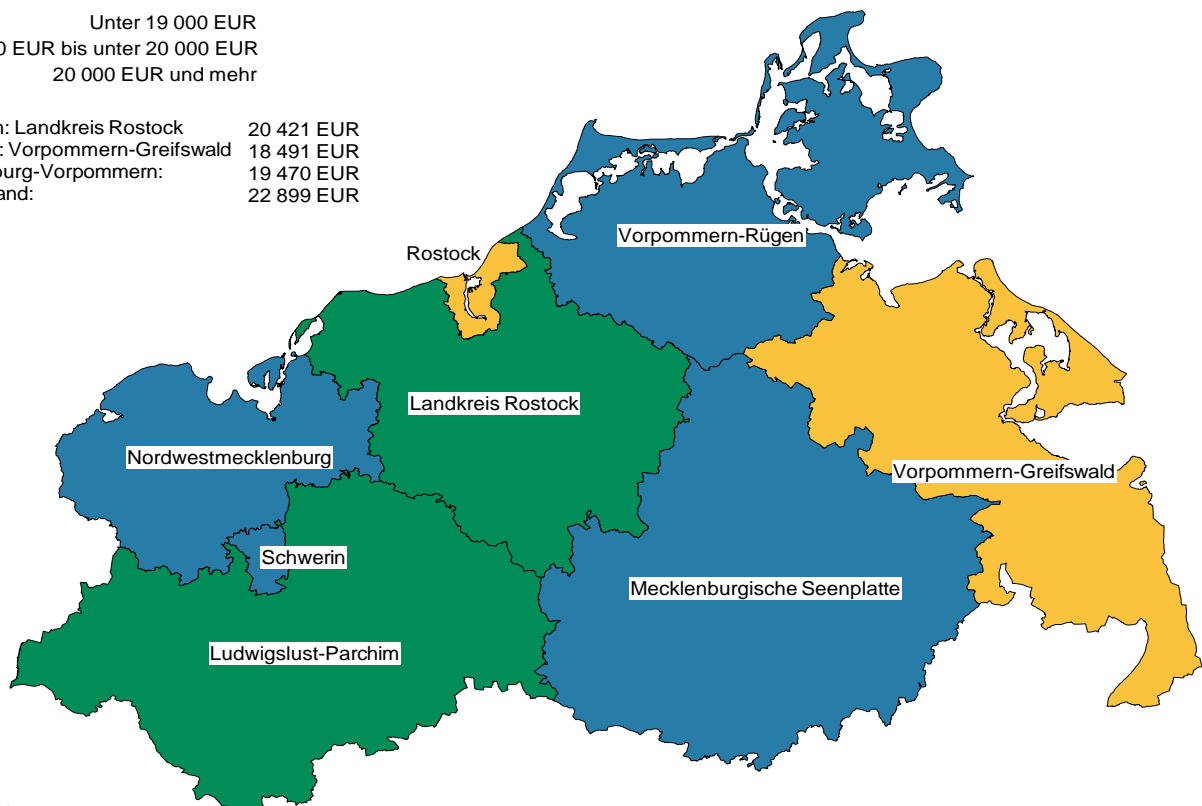 Unter 19 000 EUR
EUR bis unter 20 000 EUR
20 000 EUR und mehr
Landkreis Rostock 20 421 EUR
Vorpommern-Greifswald 18 491 EUR
burg-Vorpommern: 19 470 EUR
and: 22 899 EUR
Vorpommern-Rügen
Rostock
Landkreis Rostock
Nordwestmecklenburg
Vorpommern-Greifswald
Schwerin
Mecklenburgische Seenplatte
Ludwigslust-Parchim